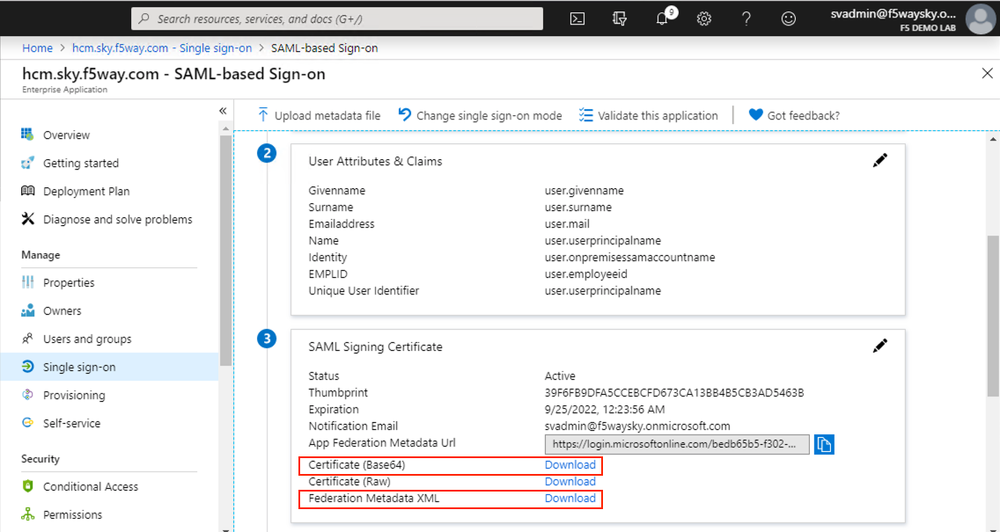 Search resources, services, and docs (G+/)
9
svadmin@f5waysky.o...
F5 DEMO LAB
Home > hcm.sky.f5way.com - Single sign-on > SAML-based Sign-on
hcm.sky.f5way.com - SAML-based Sign-on
Enterprise Application
Overview
Getting started
Deployment Plan
Diagnose and solve problems
Manage
Properties
Owners
Users and groups
Single sign-on
Provisioning
Self-service
Security
Conditional Access
Permissions
Upload metadata file Change single sign-on mode Validate this application Got feedback?
2
User Attributes & Claims
Givenname user.givenname
Surname user.surname
Emailaddress user.mail
Name user.userprincipalname
Identity user.onpremisessamaccountname
EMPLID user.employeeid
Unique User Identifier user.userprincipalname
3
SAML Signing Certificate
Status Active
Thumbprint 39F6FB9DFA5CCEBCFD673CA13BB4B5CB3AD5463B
Expiration 9/25/2022, 12:23:56 AM
Notification Email svadmin@f5waysky.onmicrosoft.com
App Federation Metadata Url https://login.microsoftonline.com/bedb65b5-f302-...
Certificate (Base64) Download
Certificate (Raw) Download
Federation Metadata XML Download